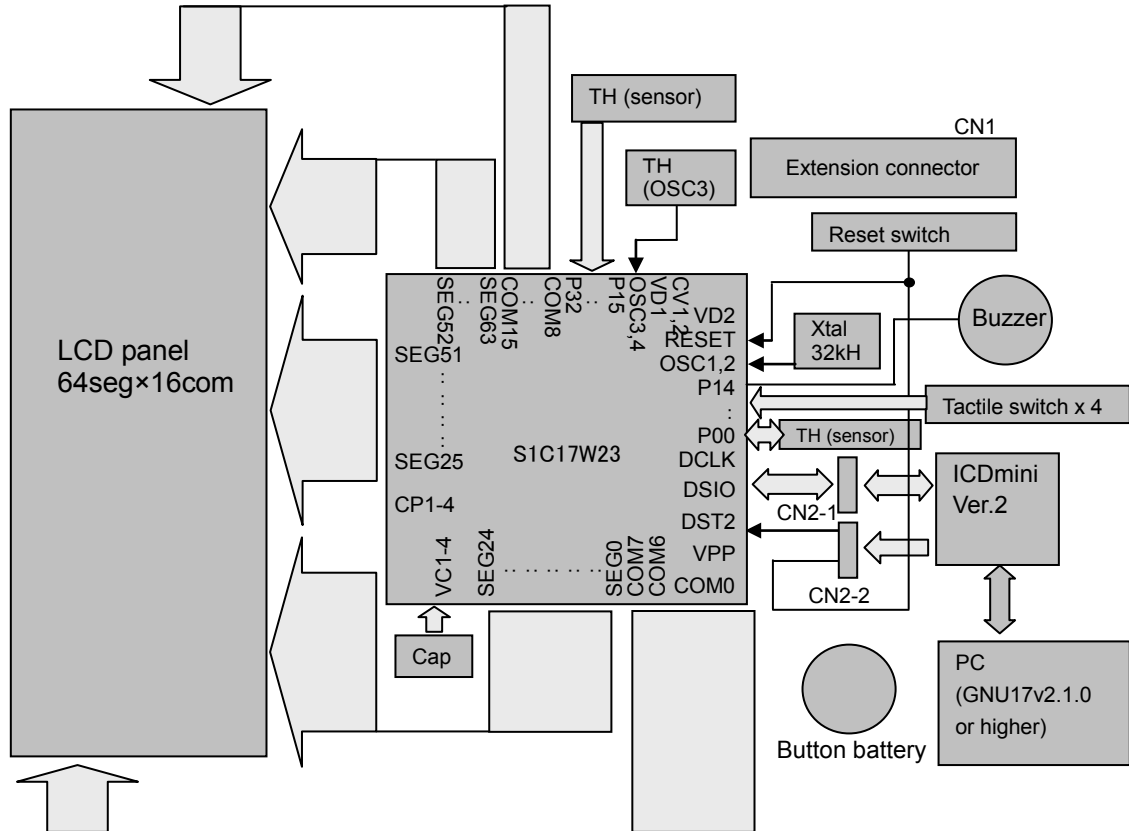 TH (sensor)
CN1
TH
(OSC3)
Extension connector
Reset switch
LCD panel
64seg×16com
SEG52
..
SEG63
COM15
..
COM8
P32
..
P15
OSC3,4
VD1
CV1,2
VD2
RESET
OSC1,2
P14
:
P00
DCLK
DSIO
DST2
VPP
COM0
SEG51
:
:
:
SEG25
CP1-4
S1C17W23
VC1-4
SEG24
.. .. .. .. ..
SEG0
COM7
COM6
Xtal
32kH
Buzzer
Tactile switch x 4
TH (sensor)
CN2-1
ICDmini
Ver.2
CN2-2
Cap
Button battery
PC
(GNU17v2.1.0
or higher)